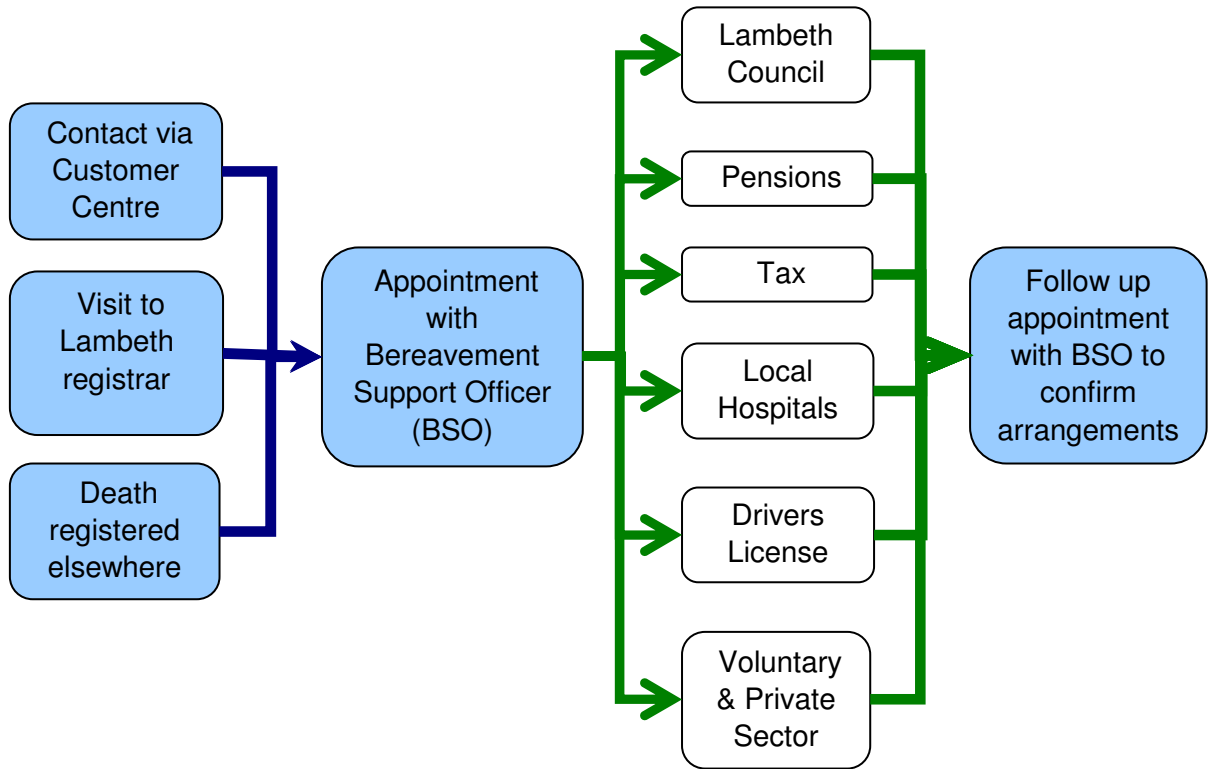 Contact via
Customer
Centre
Visit to
Lambeth
registrar
Death
registered
elsewhere
Appointment
with
Bereavement
Support Officer
(BSO)
Lambeth
Council
Pensions
Tax
Local
Hospitals
Drivers
License
Voluntary
& Private
Sector
Follow up
appointment
with BSO to
confirm
arrangements